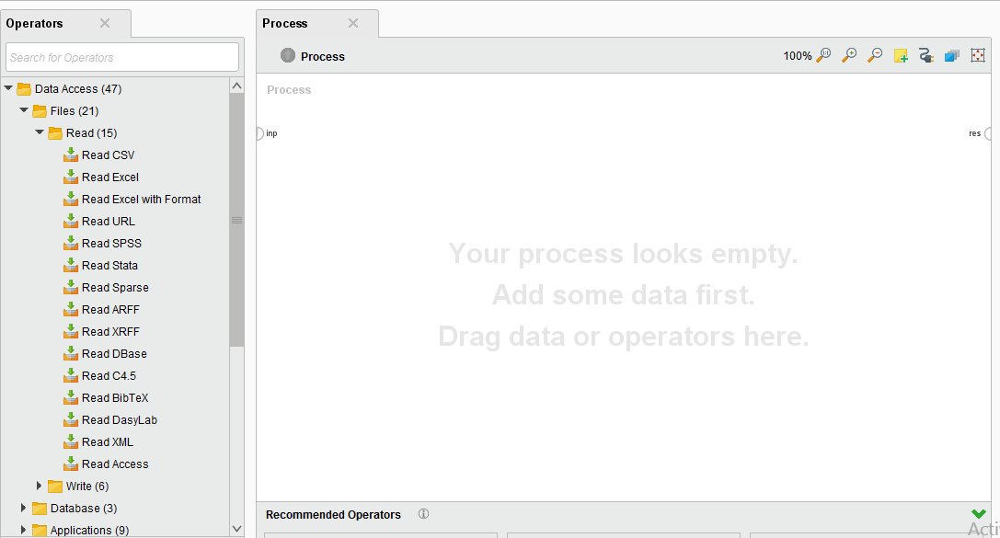 Operators
Search for Operators
Data Access (47)
Files (21)
Read (15)
Read CSV
Read Excel
Read Excel with Format
Read URL
Read SPSS
Read Stata
Read Sparse
Read ARFF
Read XRFF
Read DBase
Read C4.5
Read BibTeX
Read DasyLab
Read XML
Read Access
Write (6)
Database (3)
Applications (9)
Process
Process
100%
Process
inp
res
Your process looks empty.
Add some data first.
Drag data or operators here.
Recommended Operators